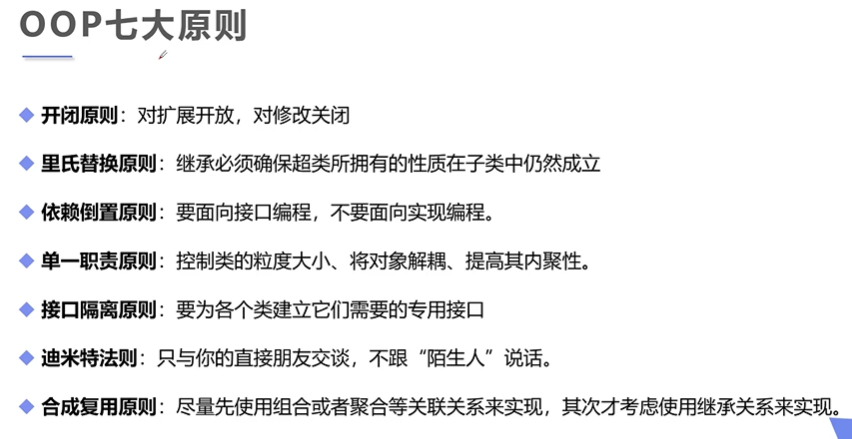 OOP七大原则
开闭原则：对扩展开放，对修改关闭
里氏替换原则：继承必须确保超类所拥有的性质在子类中仍然成立
依赖倒置原则：要面向接口编程，不要面向实现编程。
单一职责原则：控制类的粒度大小、将对象解耦、提高其内聚性。
接口隔离原则：要为各个类建立它们需要的专用接口
迪米特法则：只与你的直接朋友交谈，不跟“陌生人”说话。
合成复用原则：尽量先使用组合或者聚合等关联关系来实现，其次才考虑使用继承关系来实现。